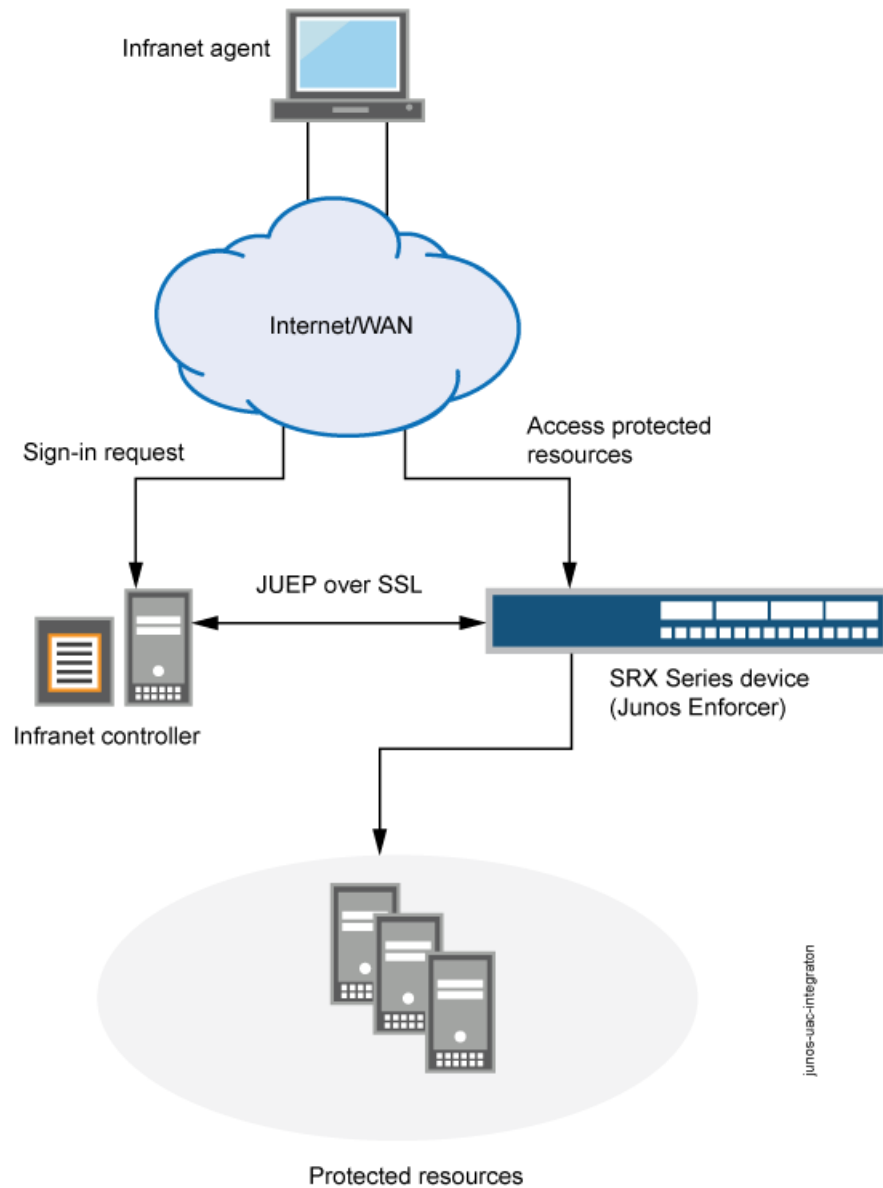 Infranet agent
Internet/WAN
Sign-in request
Access protected
resources
JUEP over SSL
SRX Series device
(Junos Enforcer)
Infranet controller
junos-uac-integraton
Protected resources